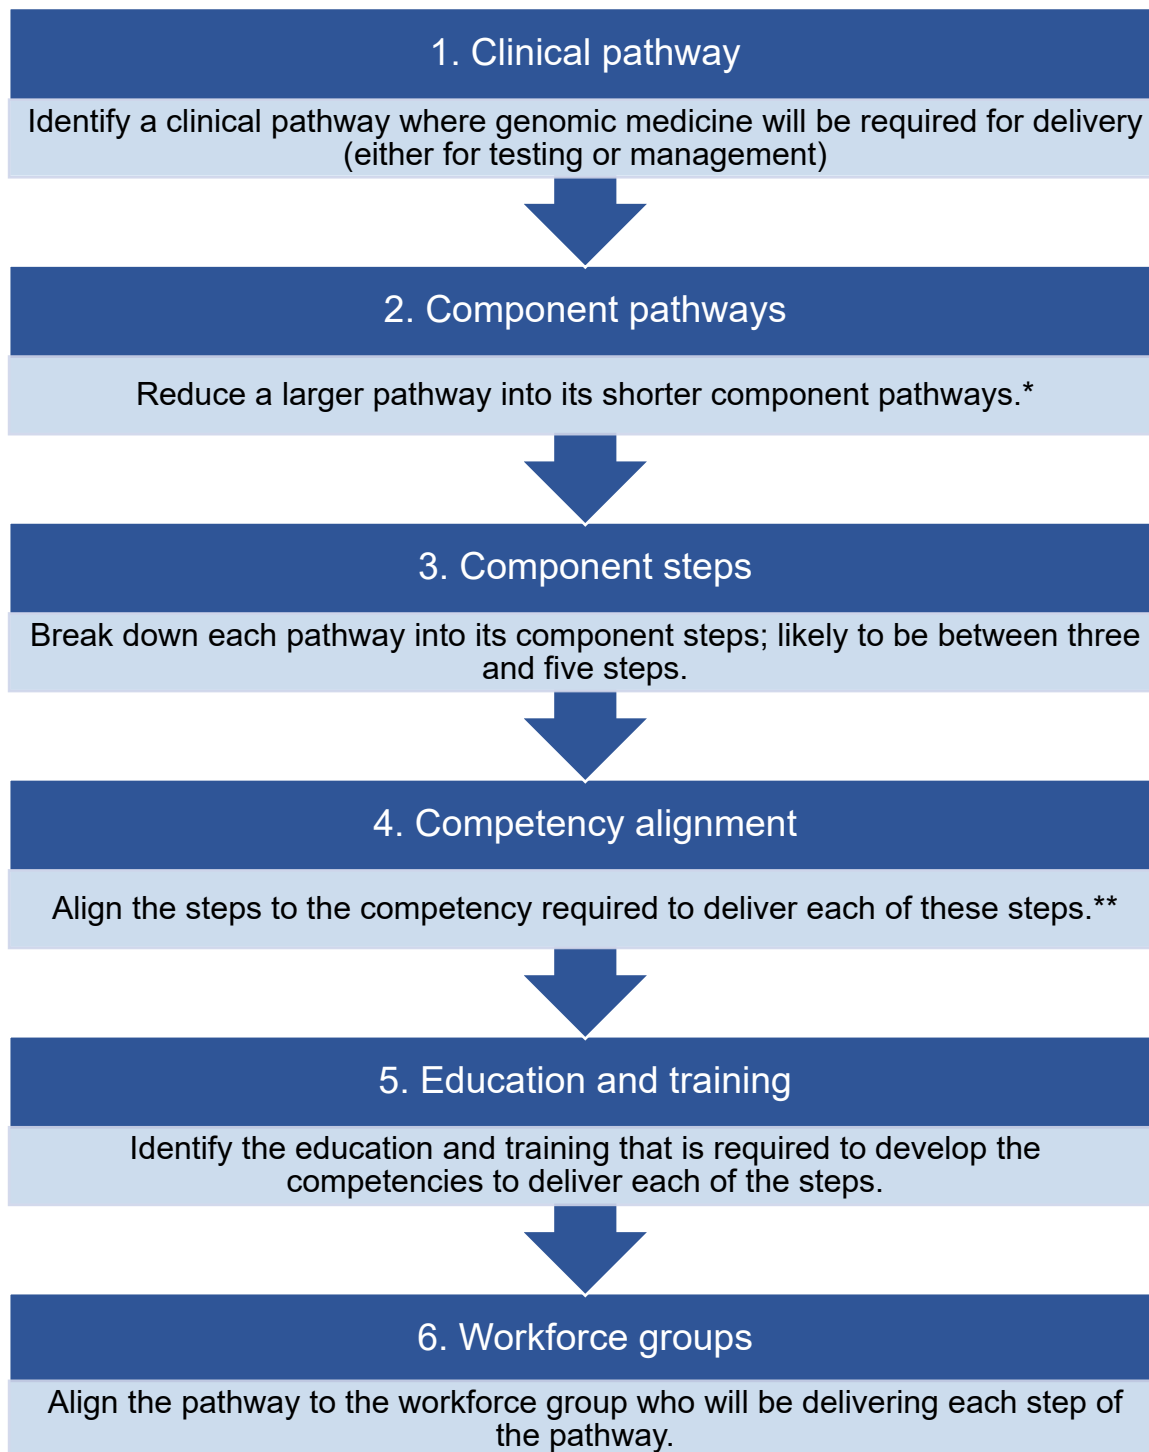 1. Clinical pathway
Identify a clinical pathway where genomic medicine will be required for delivery
(either for testing or management)
2. Component pathways
Reduce a larger pathway into its shorter component pathways.*
3. Component steps
Break down each pathway into its component steps; likely to be between three
and five steps.
4. Competency alignment
Align the steps to the competency required to deliver each of these steps.**
5. Education and training
Identify the education and training that is required to develop the
competencies to deliver each of the steps.
6. Workforce groups
Align the pathway to the workforce group who will be delivering each step of
the pathway.